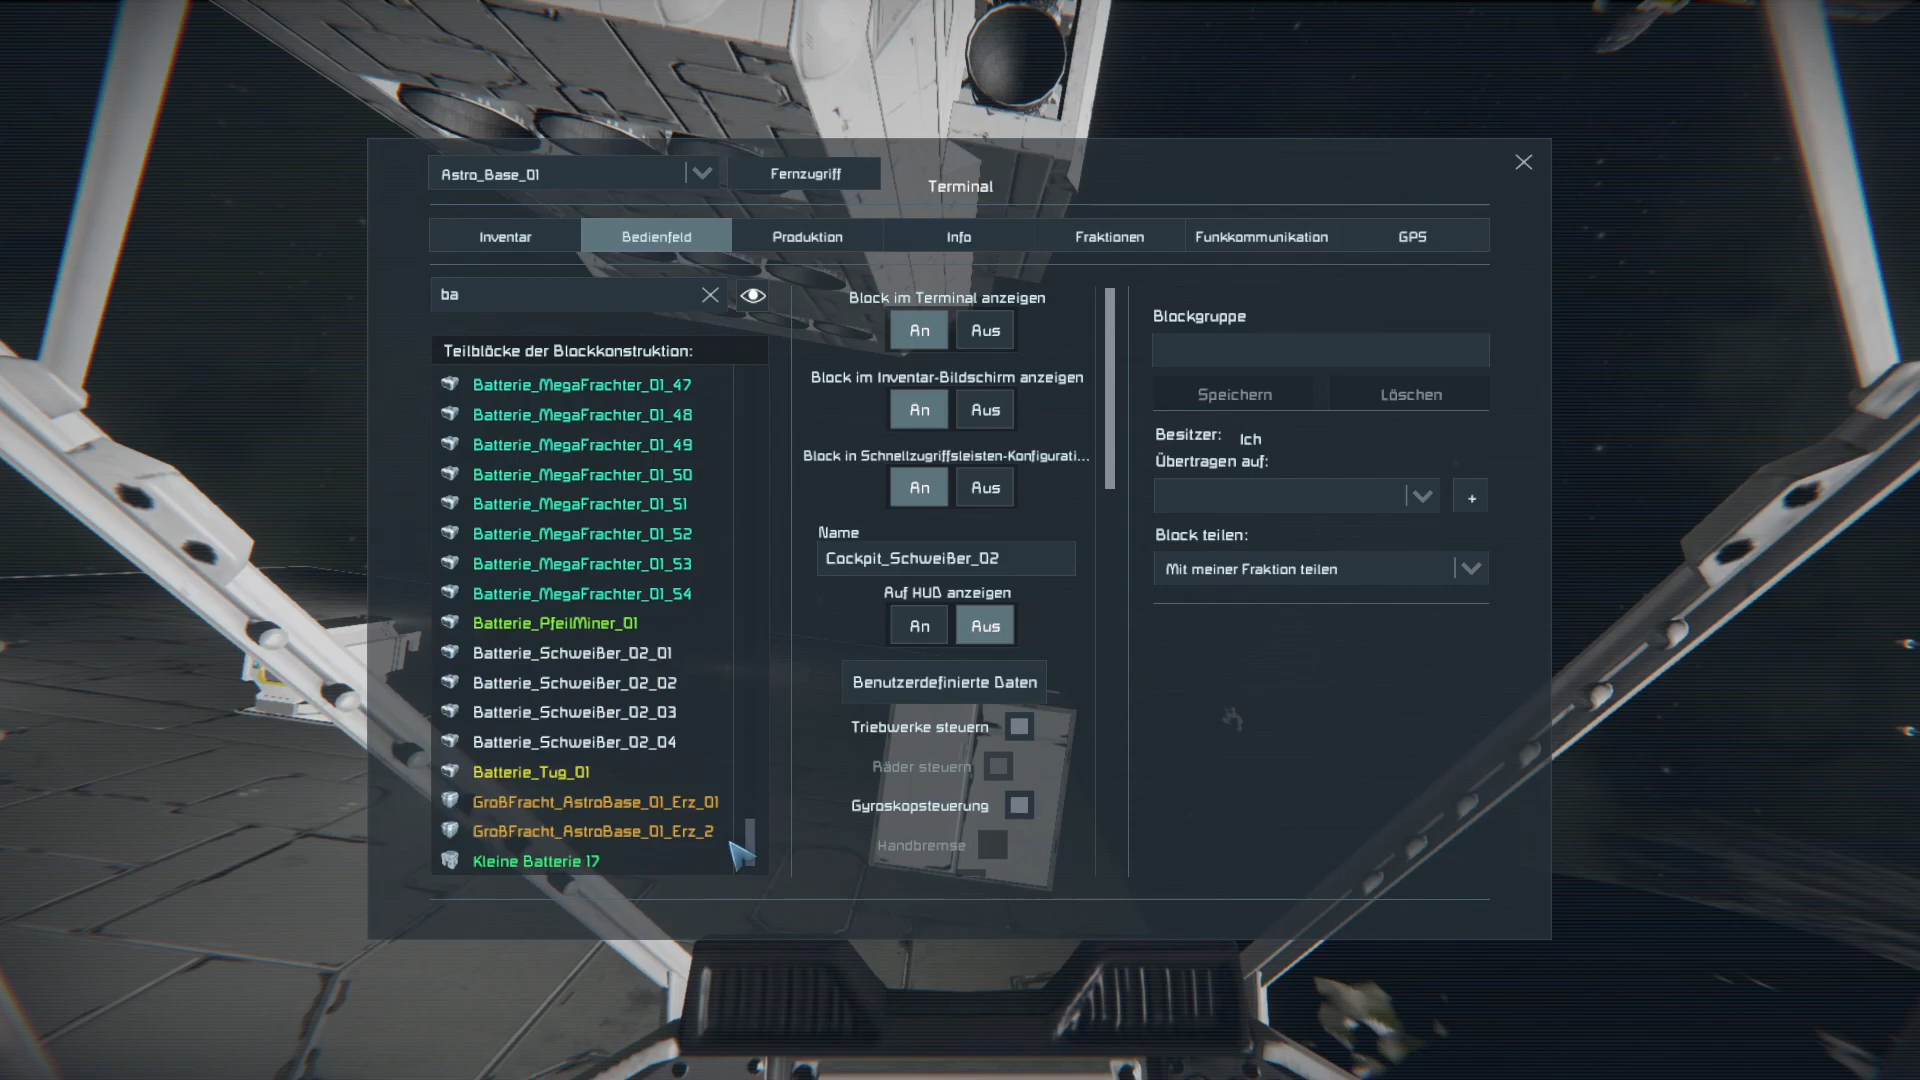 Astro_Base_01
Fernzugriff
Terminal
Inventar
Bedienfeld
Produktion
Info
Fraktionen
Funkkommunikation
GPS
ba
Teilblöcke der Blockkonstruktion:
Batterie_MegaFrachter_01_47
Batterie_MegaFrachter_01_48
Batterie_MegaFrachter_01_49
Batterie_MegaFrachter_01_50
Batterie_MegaFrachter_01_51
Batterie_MegaFrachter_01_52
Batterie_MegaFrachter_01_53
Batterie_MegaFrachter_01_54
Batterie_PfeilMiner_01
Batterie_Schweißer_02_01
Batterie_Schweißer_02_02
Batterie_Schweißer_02_03
Batterie_Schweißer_02_04
Batterie_Tug_01
GroßFracht_AstroBase_01_Erz_01
GroßFracht_AstroBase_01_Erz_2
Kleine Batterie 17
Block im Terminal anzeigen
An Aus
Block im Inventar-Bildschirm anzeigen
An Aus
Block in Schnellzugriffsleisten-Konfigurati...
An Aus
Name
Cockpit_Schweißer_02
Auf HUD anzeigen
An Aus
Benutzerdefinierte Daten
Triebwerke steuern
Räder steuern
Gyroskopsteuerung
Handbremse
Blockgruppe
Speichern
Löschen
Besitzer: Ich
Übertragen auf:
+
Block teilen:
Mit meiner Fraktion teilen